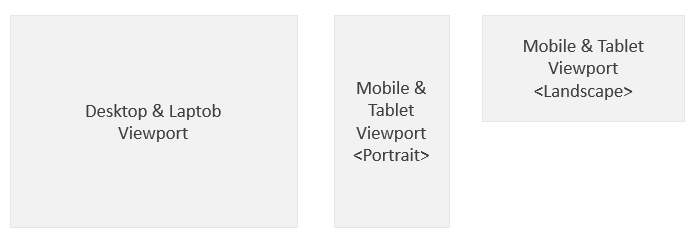 Desktop & Laptob
Viewport
Mobile &
Tablet
Viewport
<Portrait>
Mobile & Tablet
Viewport
<Landscape>